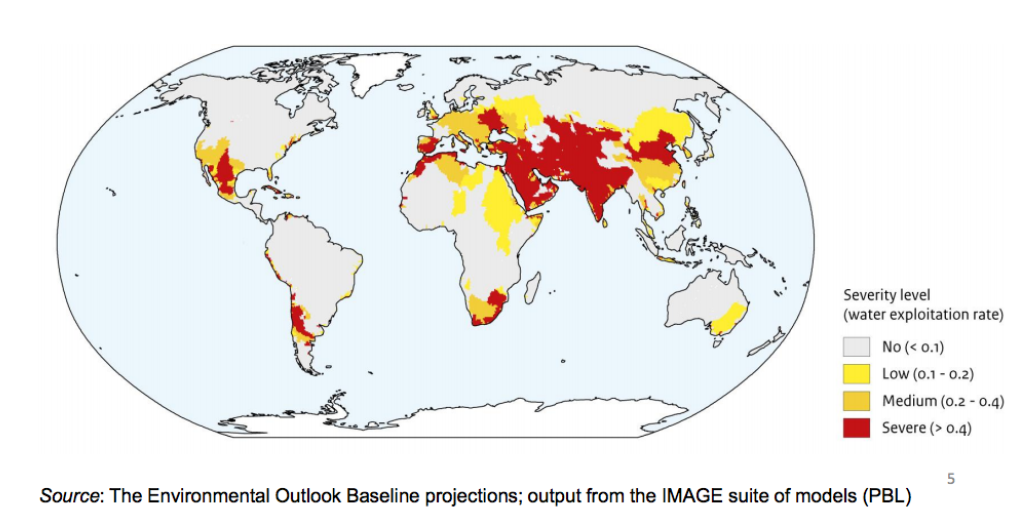 Severity level
(water exploitation rate)
No (< 0.1)
Low (0.1 - 0.2)
Medium (0.2 - 0.4)
Severe (> 0.4)
5
Source: The Environmental Outlook Baseline projections; output from the IMAGE suite of models (PBL)